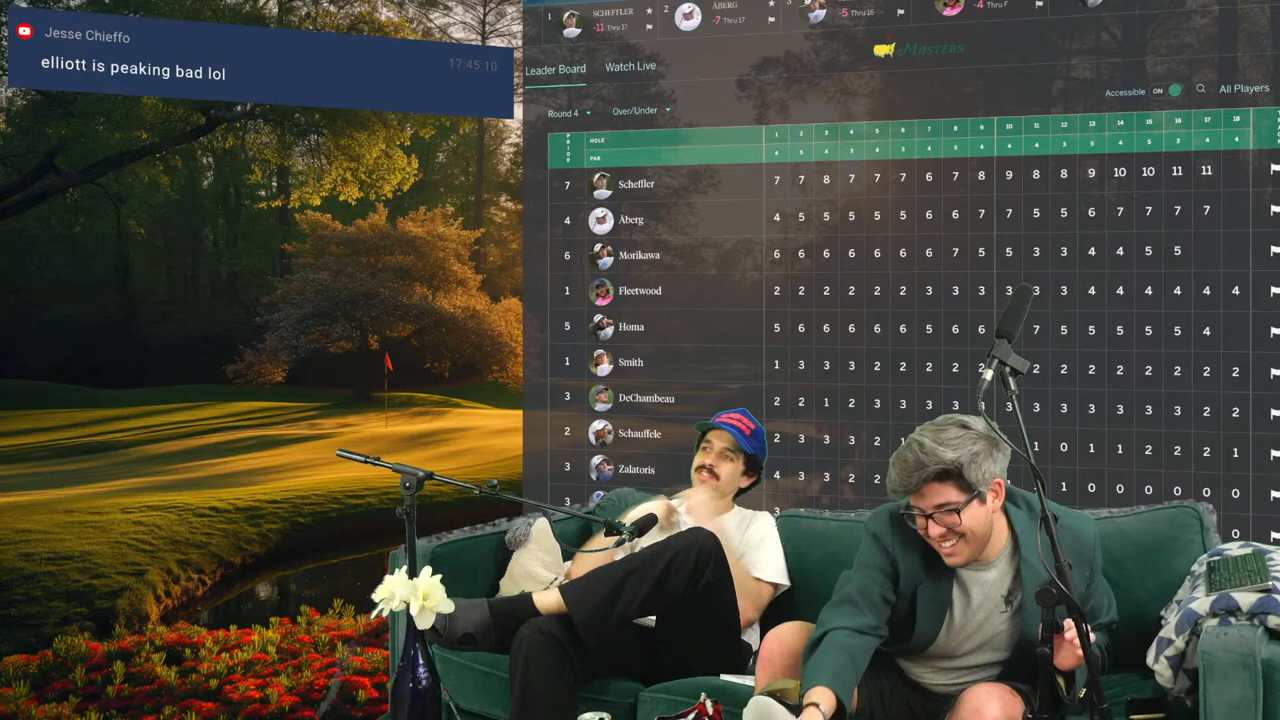 Jesse Chieffo
17.45.10
elliott is peaking bad lol
1 SCHEFFLER -11 Thru 17
2 ÅBERG -7 Thru 17
-5 Thru 16
-4 Thru F
MASTERS
Leader Board Watch Live
Accessible ON All Players
Round 4 Over/Under
PRIOR HOLE 1 2 3 4 5 6 7 8 9 10 11 12 13 14 15 16 17 18
PAR 4 5 4 3 4 3 4 5 4 4 4 3 5 4 5 3 4 4
7 Scheffler 7 7 8 7 7 7 6 7 8 9 8 8 9 10 10 11 11
4 Åberg 4 5 5 5 5 5 6 6 7 7 5 5 6 7 7 7 7
6 Morikawa 6 6 6 6 6 6 6 7 5 5 3 3 4 4 5 5
1 Fleetwood 2 2 2 2 2 2 3 3 3 3 3 3 4 4 4 4 4 4
5 Homa 5 6 6 6 6 5 6 6 7 5 5 5 5 5 4
1 Smith 1 3 3 3 2 2 2 2 2 2 2 2 2 2 2 2 2
3 DeChambeau 2 2 1 2 3 3 3 3 3 3 3 3 3 3 3 2 2
2 Schauffele 2 3 3 3 2 1 1 0 1 1 2 2 2 1
3 Zalatoris 4 3 3 2 2 1 0 0 0 0 0 0
3 3 0